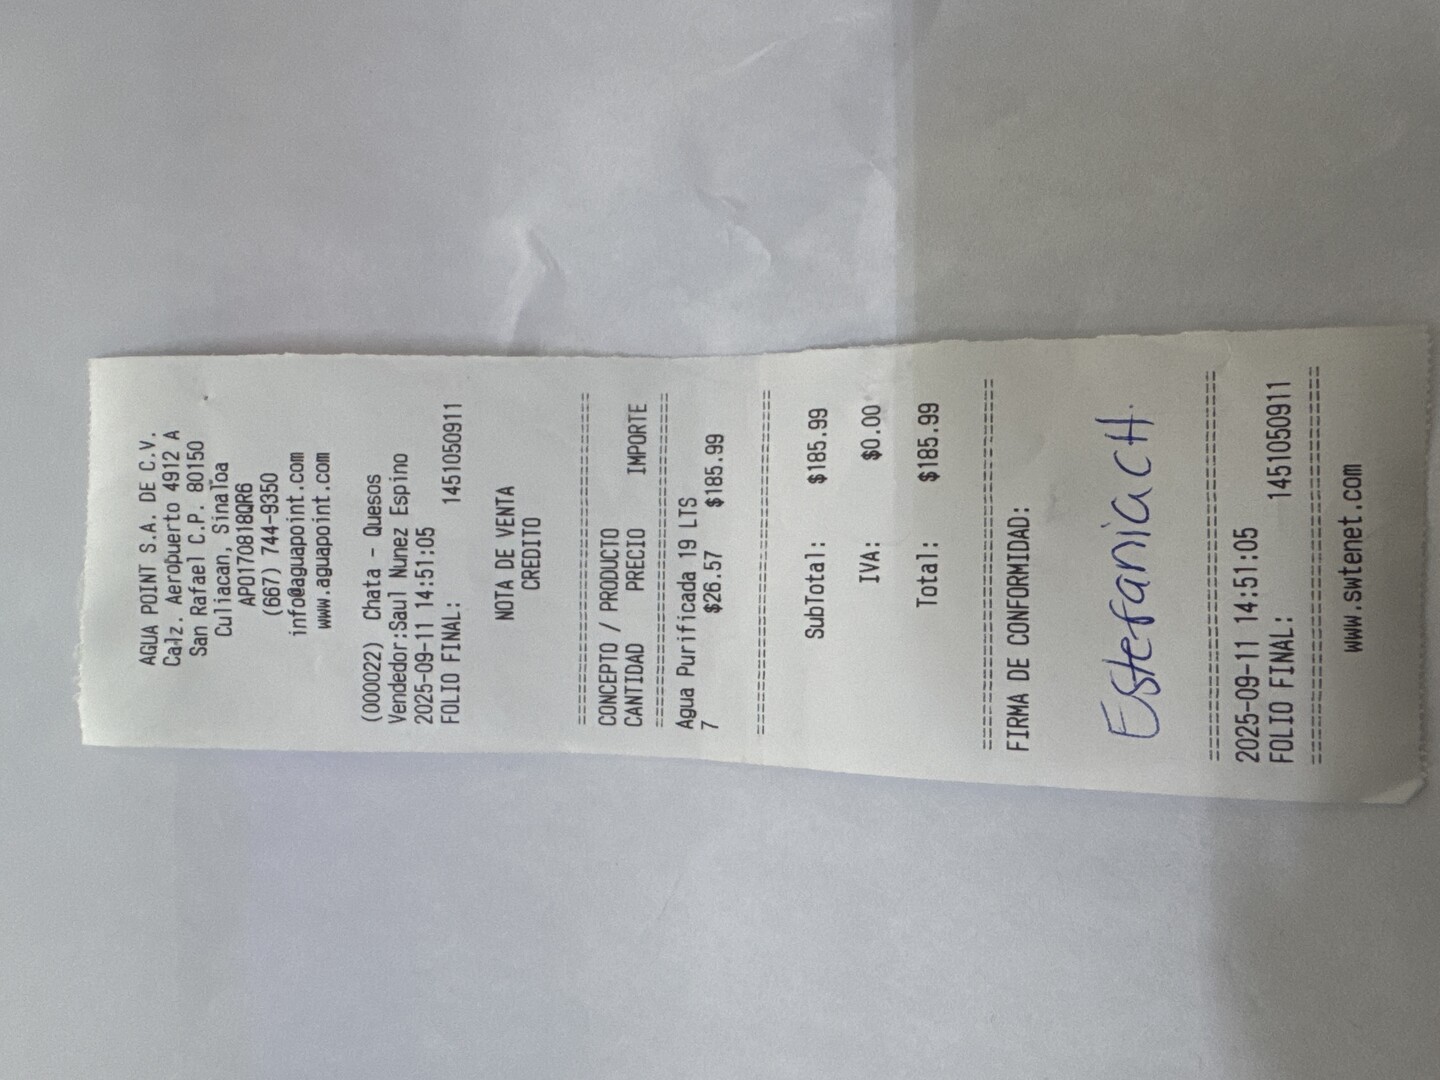 AGUA POINT S.A. DE C.V.
Calz. Aeropuerto 4912 A
San Rafael C.P. 80150
Culiacan, Sinaloa
APO170818QR6
(667) 744-9350
info@aguapoint.com
www.aguapoint.com
(000022) Chata - Quesos
Vendedor:Saul Nunez Espino
2025-09-11 14:51:05
FOLIO FINAL: 1451050911
NOTA DE VENTA
CREDITO
==============================
CONCEPTO / PRODUCTO
CANTIDAD PRECIO IMPORTE
==============================
Agua Purificada 19 LTS
7 $26.57 $185.99
==============================
SubTotal: $185.99
IVA: $0.00
Total: $185.99
==============================
FIRMA DE CONFORMIDAD:
Estefania CH.
==============================
2025-09-11 14:51:05
FOLIO FINAL: 1451050911
==============================
www.swtenet.com